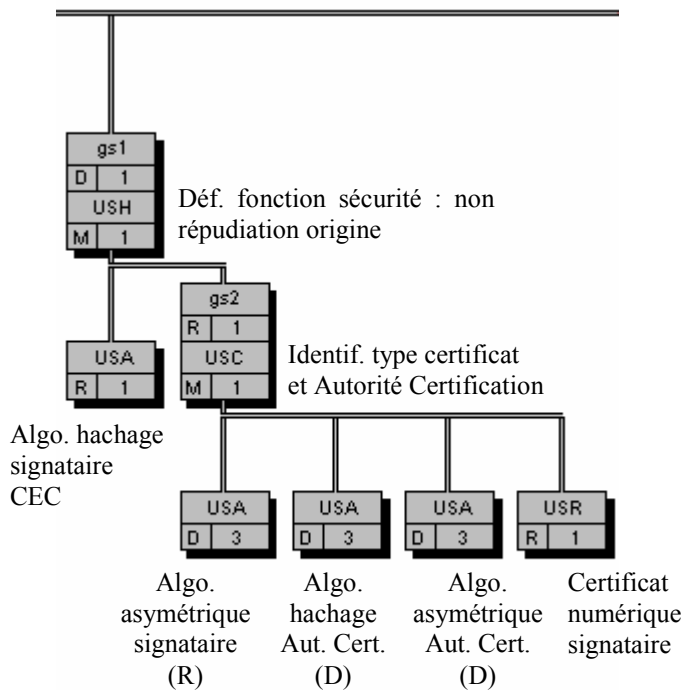 gs1
D 1
USH
M 1
Déf. fonction sécurité : non
répudiation origine
gs2
R 1
USC
M 1
Identif. type certificat
et Autorité Certification
USA
R 1
Algo. hachage
signataire
CEC
USA
D 3
Algo.
asymétrique
signataire
(R)
USA
D 3
Algo.
hachage
Aut. Cert.
(D)
USA
D 3
Algo.
asymétrique
Aut. Cert.
(D)
USR
R 1
Certificat
numérique
signataire